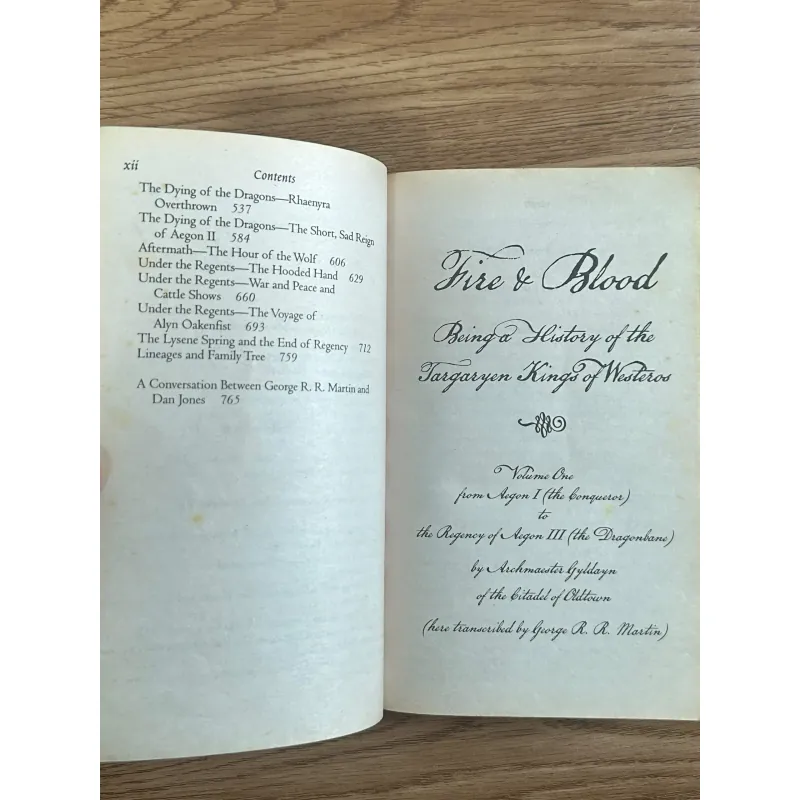 xii
Contents
The Dying of the Dragons—Rhaenyra
Overthrown 537
The Dying of the Dragons—The Short, Sad Reign
of Aegon II 584
Aftermath—The Hour of the Wolf 606
Under the Regents—The Hooded Hand 629
Under the Regents—War and Peace and
Cattle Shows 660
Under the Regents—The Voyage of
Alyn Oakenfist 693
The Lysene Spring and the End of Regency 712
Lineages and Family Tree 759
A Conversation Between George R. R. Martin and
Dan Jones 765
Fire & Blood
Being a History of the
Targaryen Kings of Westeros
Volume One
from Aegon I (the Conqueror)
to
the Regency of Aegon III (the Dragonbane)
by Archmaester Gyldayn
of the Citadel of Oldtown
(here transcribed by George R. R. Martin)